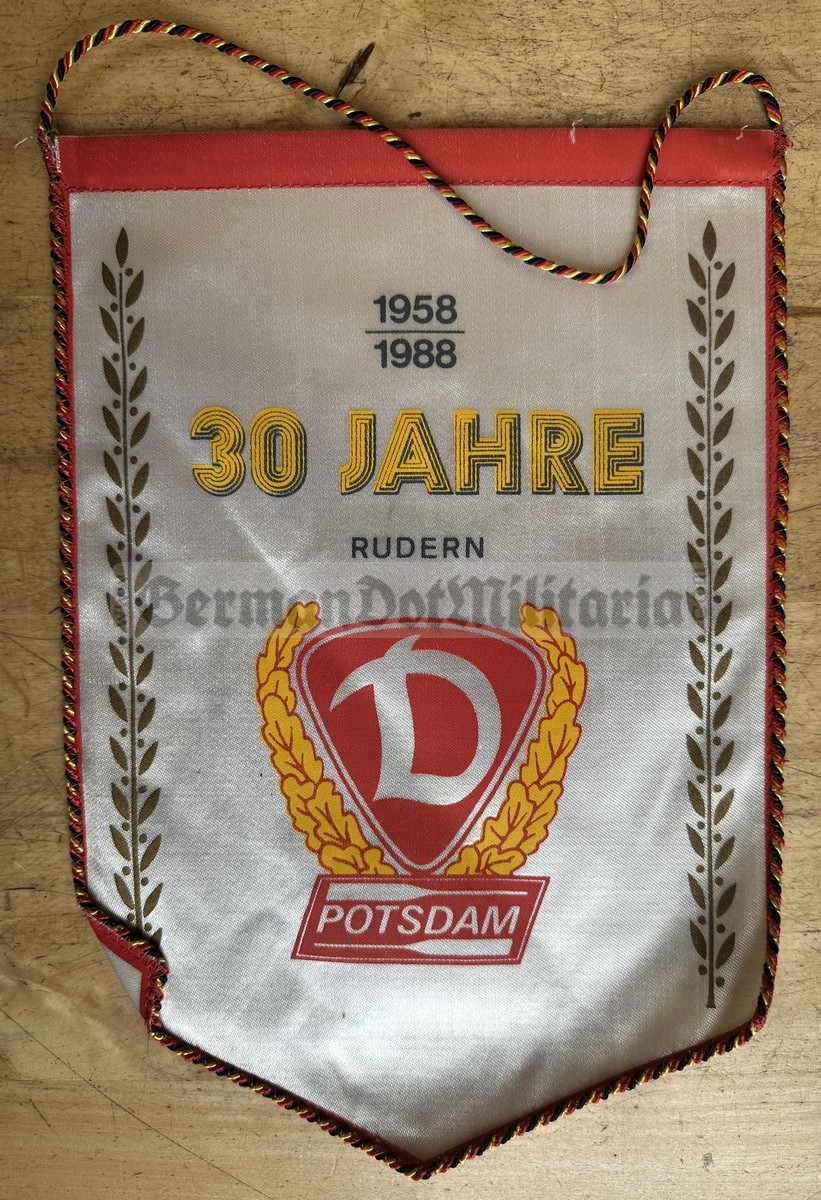 1958
1988
30 JAHRE
RUDERN
GermanDotMilitaria
D
POTSDAM